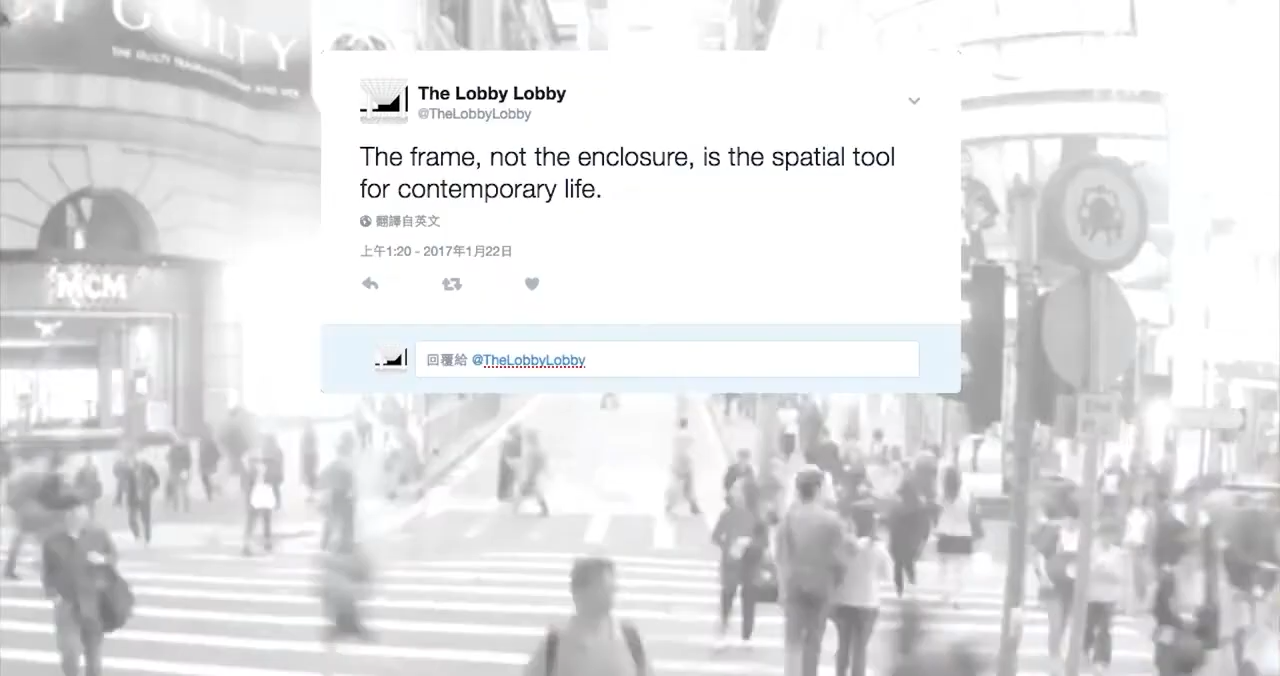 GUILTY
The Lobby Lobby
@TheLobbyLobby
The frame, not the enclosure, is the spatial tool
for contemporary life.
翻譯自英文
上午1:20 - 2017年1月22日
MCM
回覆給 @TheLobbyLobby